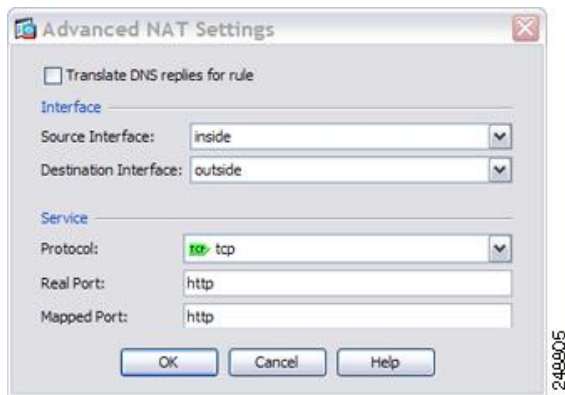 Advanced NAT Settings
Translate DNS replies for rule
Interface
Source Interface: inside
Destination Interface: outside
Service
Protocol: TCP tcp
Real Port: http
Mapped Port: http
OK Cancel Help
248805